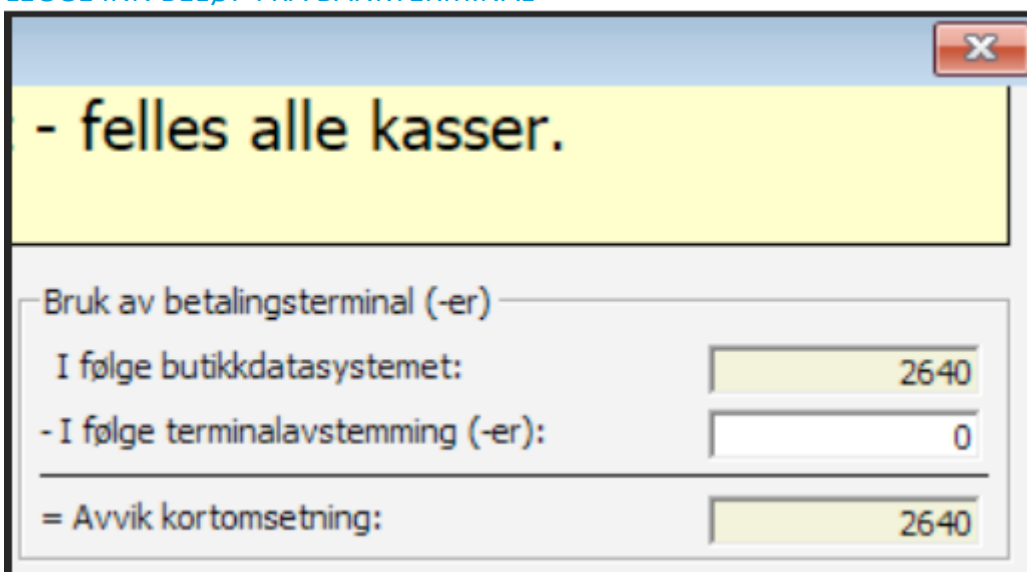 - felles alle kasser.
Bruk av betalingsterminal (-er)
I følge butikkdatasystemet: 2640
- I følge terminalavstemming (-er): 0
= Avvik kortomsetning: 2640